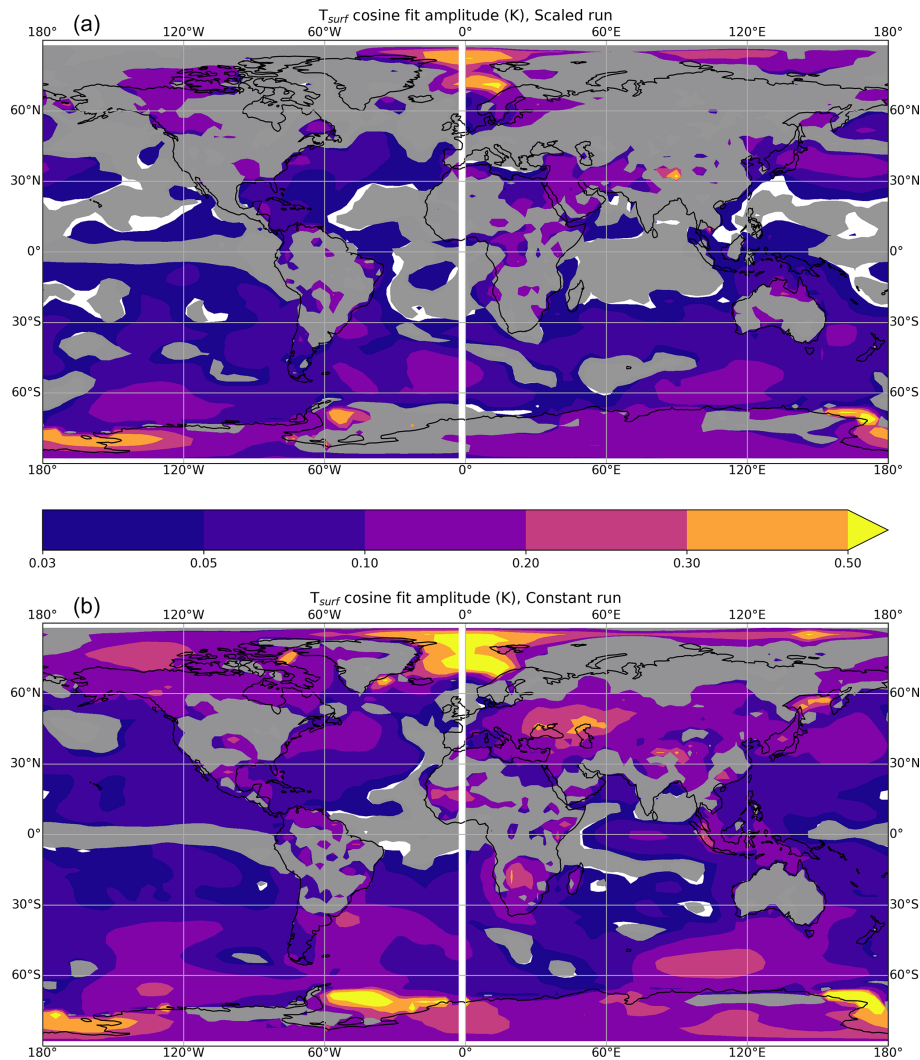 (a) T_surf cosine fit amplitude (K), Scaled run
180° 120°W 60°W 0° 60°E 120°E 180°
60°N 60°N
30°N 30°N
0° 0°
30°S 30°S
60°S 60°S
180° 120°W 60°W 0° 60°E 120°E 180°
0.03 0.05 0.10 0.20 0.30 0.50
(b) T_surf cosine fit amplitude (K), Constant run
180° 120°W 60°W 0° 60°E 120°E 180°
60°N 60°N
30°N 30°N
0° 0°
30°S 30°S
60°S 60°S
180° 120°W 60°W 0° 60°E 120°E 180°